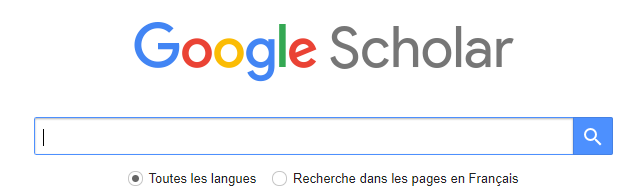 Google Scholar
Toutes les langues Recherche dans les pages en Français